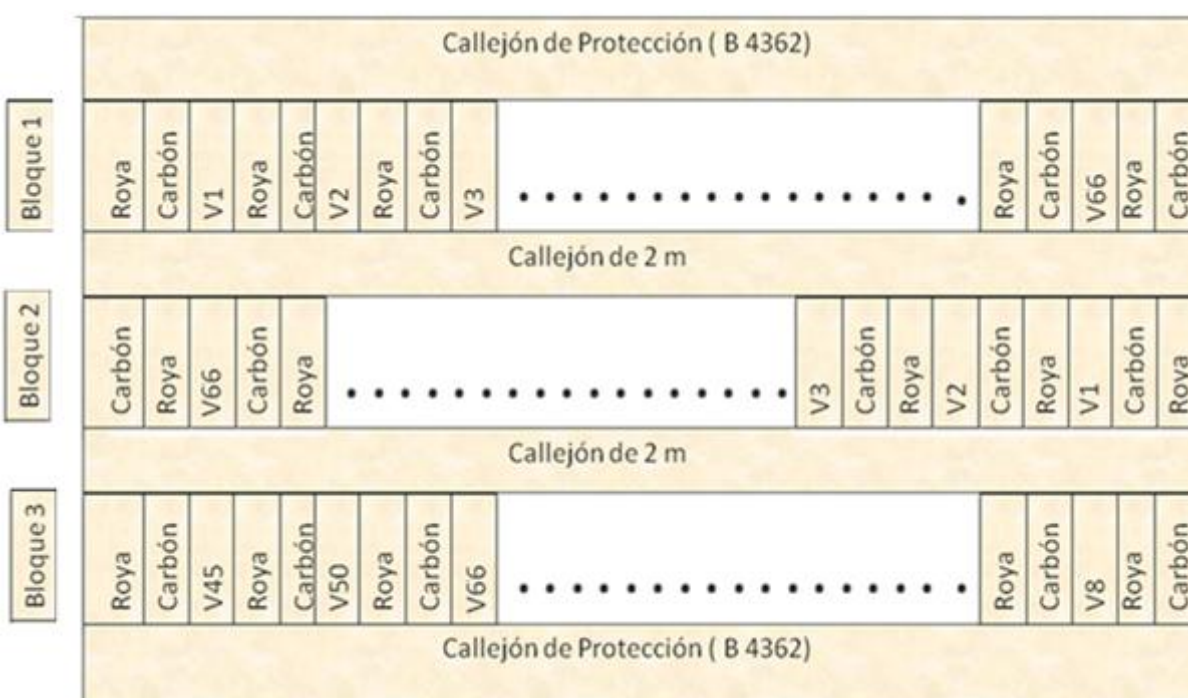 Callejón de Protección ( B 4362)
Bloque 1
Roya
Carbón
V1
Roya
Carbón
V2
Roya
Carbón
V3
Roya
Carbón
V66
Roya
Carbón
Callejón de 2 m
Bloque 2
Carbón
Roya
V66
Carbón
Roya
V3
Carbón
Roya
V2
Carbón
Roya
V1
Carbón
Roya
Callejón de 2 m
Bloque 3
Roya
Carbón
V45
Roya
Carbón
V50
Roya
Carbón
V66
Roya
Carbón
V8
Roya
Carbón
Callejón de Protección ( B 4362)